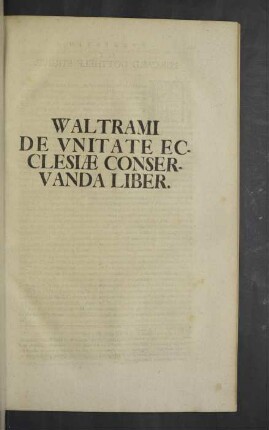 WALTRAMI
DE VNITATE EC-
CLESIÆ CONSER-
VANDA LIBER.